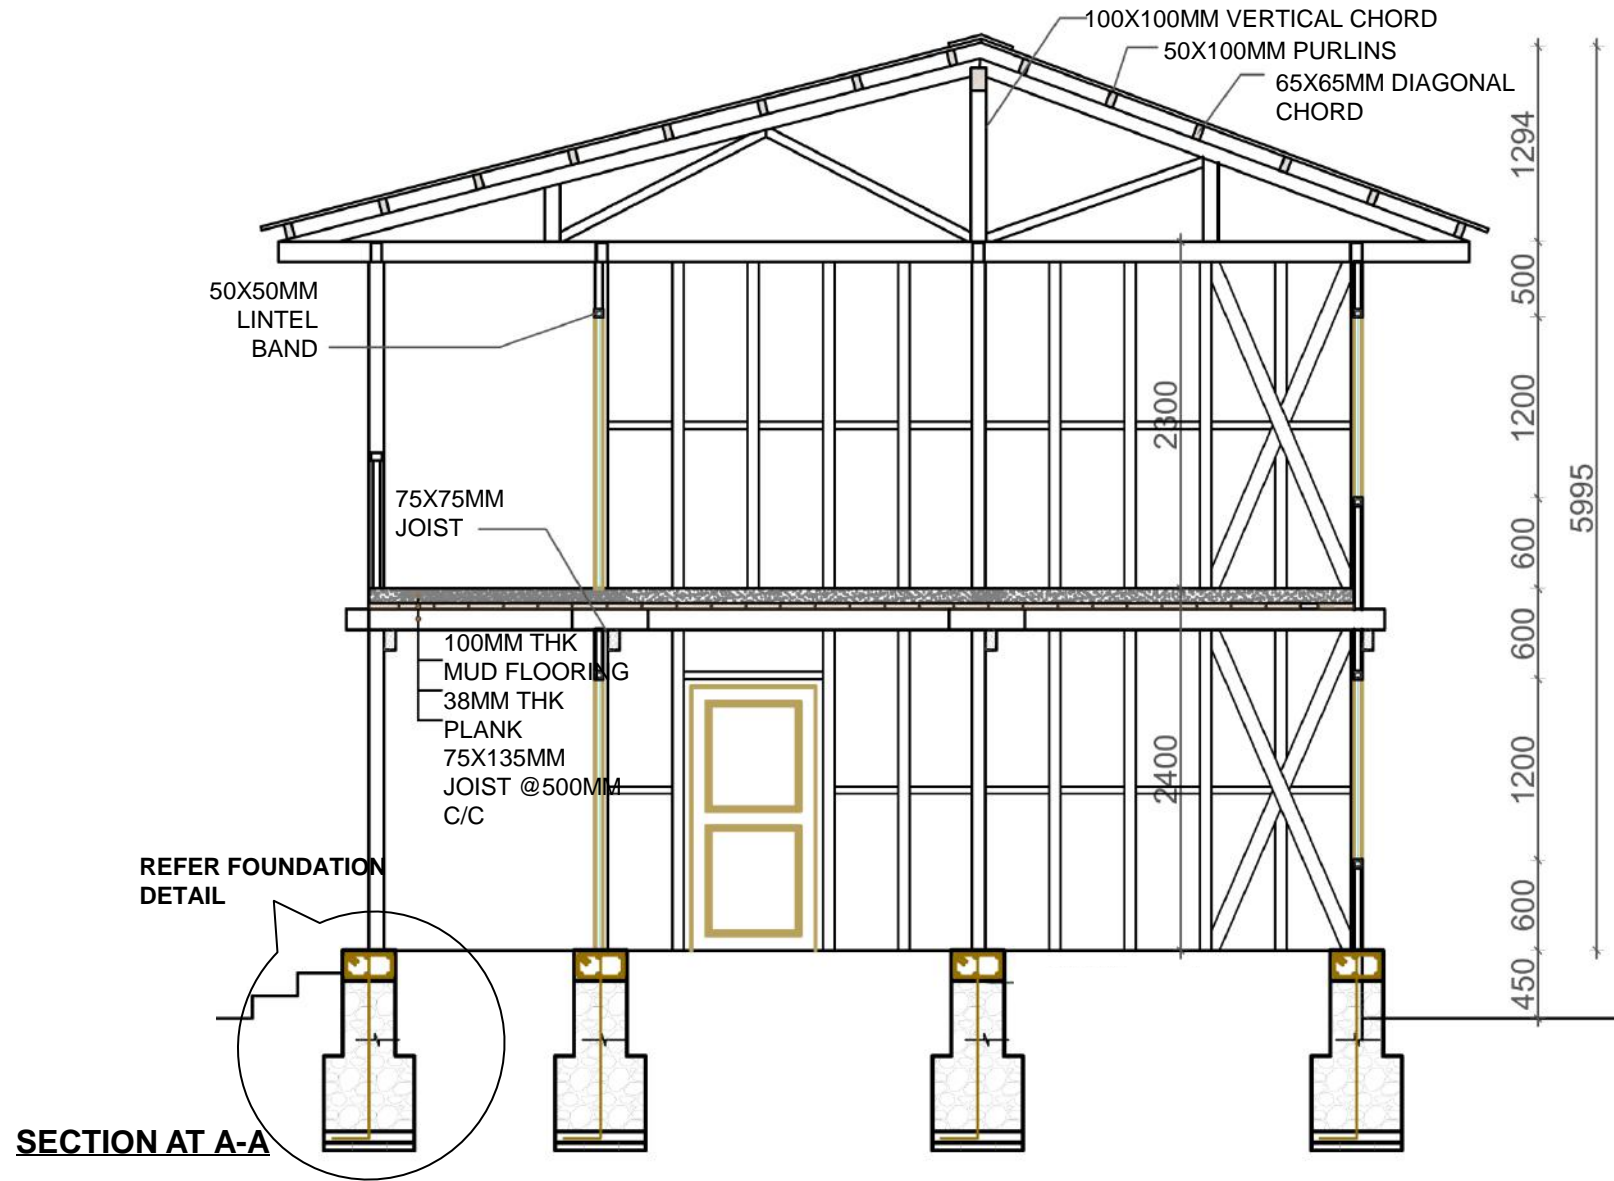 100X100MM VERTICAL CHORD
50X100MM PURLINS
65X65MM DIAGONAL
CHORD
1294
50X50MM
LINTEL
BAND
500
2300
1200
5995
75X75MM
JOIST
600
100MM THK
MUD FLOORING
38MM THK
PLANK
75X135MM
JOIST @500MM
C/C
600
2400
1200
REFER FOUNDATION
DETAIL
600
450
SECTION AT A-A